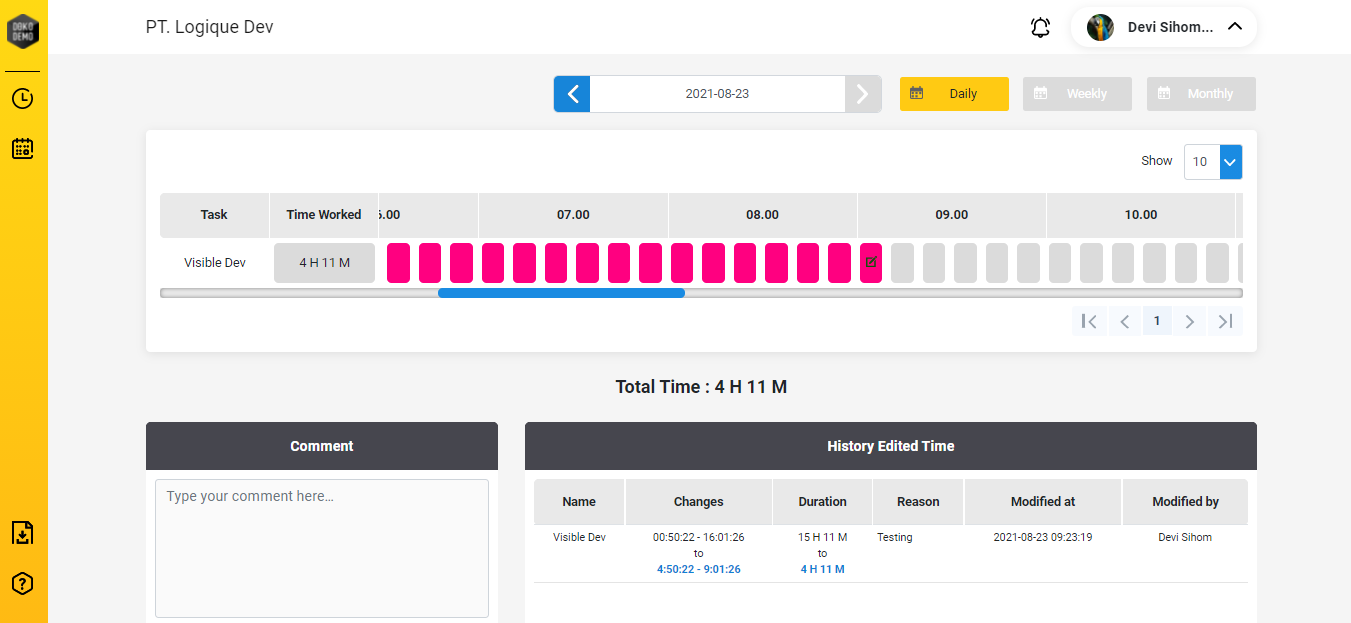 DOKO
DEMO
PT. Logique Dev
Devi Sihom...
2021-08-23
Daily
Weekly
Monthly
Show 10
Task Time Worked 6.00 07.00 08.00 09.00 10.00
Visible Dev 4 H 11 M
1
Total Time : 4 H 11 M
Comment
Type your comment here...
History Edited Time
Name Changes Duration Reason Modified at Modified by
Visible Dev 00:50:22 - 16:01:26 15 H 11 M Testing 2021-08-23 09:23:19 Devi Sihom
to to
4:50:22 - 9:01:26 4 H 11 M